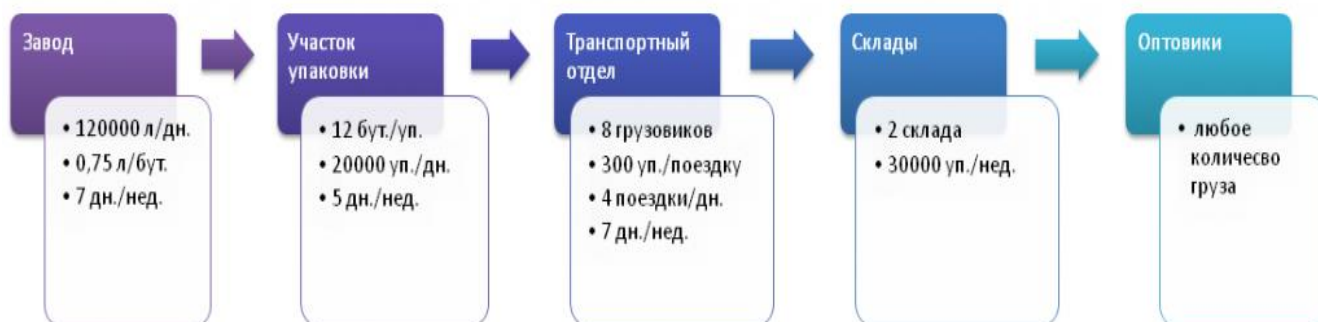 Завод
• 120000 л/дн.
• 0,75 л/бут.
• 7 дн./нед.
Участок
упаковки
• 12 бут./уп.
• 20000 уп./дн.
• 5 дн./нед.
Транспортный
отдел
• 8 грузовиков
• 300 уп./поездку
• 4 поездки/дн.
• 7 дн./нед.
Склады
• 2 склада
• 30000 уп./нед.
Оптовики
• любое
количесво
груза